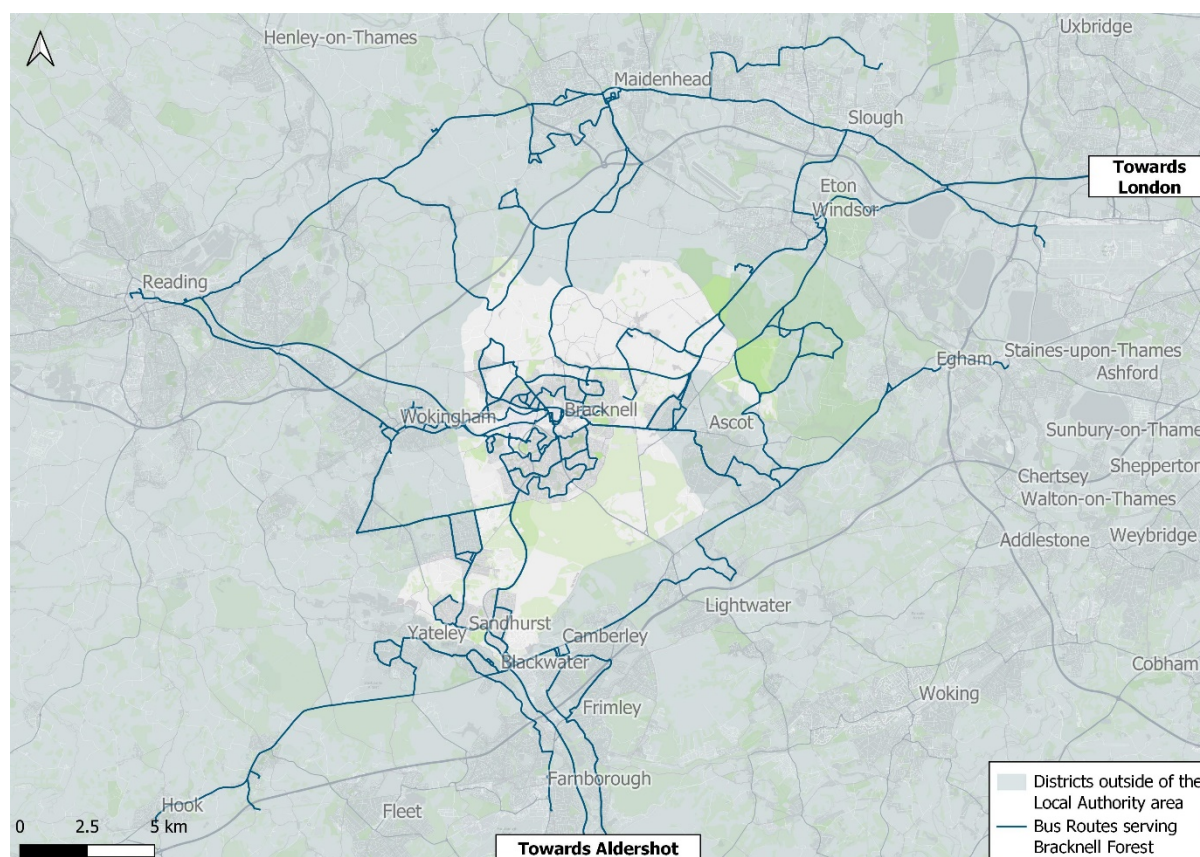 Uxbridge
Henley-on-Thames
Maidenhead
Slough
Towards
London
Eton
Windsor
Reading
Egham
Staines-upon-Thames
Ashford
Wokingham
Bracknell
Ascot
Sunbury-on-Thame
Chertsey
Shepperton
Walton-on-Thames
Addlestone
Weybridge
Lightwater
Yateley
Sandhurst
Camberley
Blackwater
Cobham
Woking
Frimley
Farnborough
Hook
Fleet
0 2.5 5 km
Towards Aldershot
Districts outside of the
Local Authority area
Bus Routes serving
Bracknell Forest